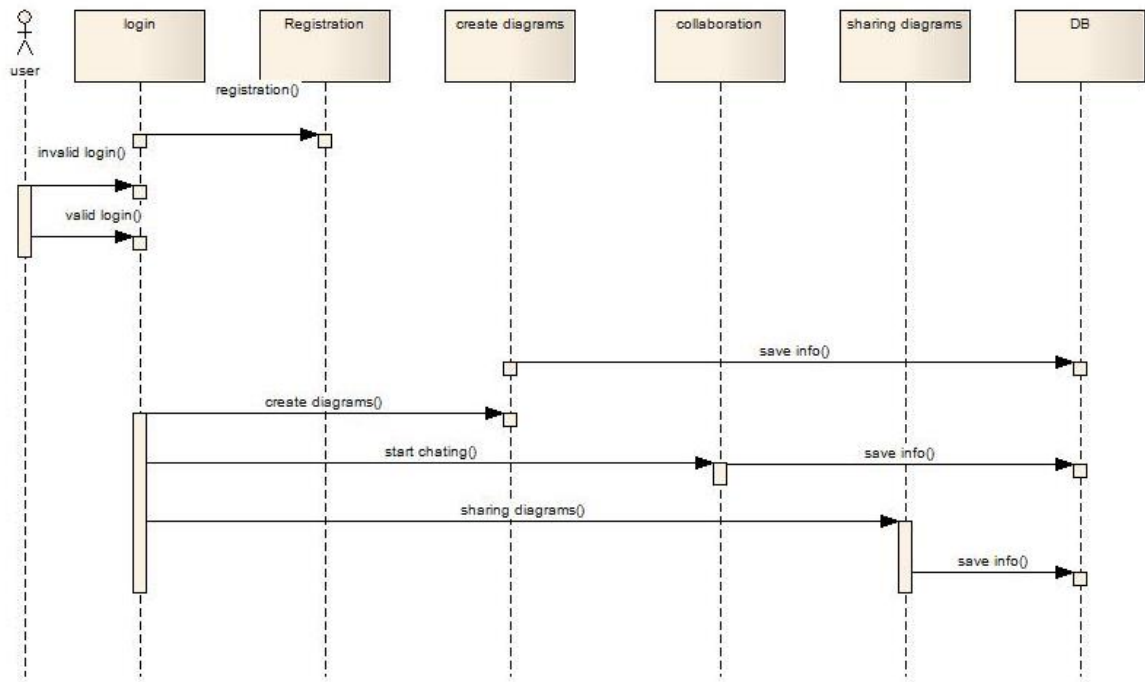 login
Registration
create diagrams
collaboration
sharing diagrams
DB
user
registration()
invalid login()
valid login()
save info()
create diagrams()
start chating()
save info()
sharing diagrams()
save info()